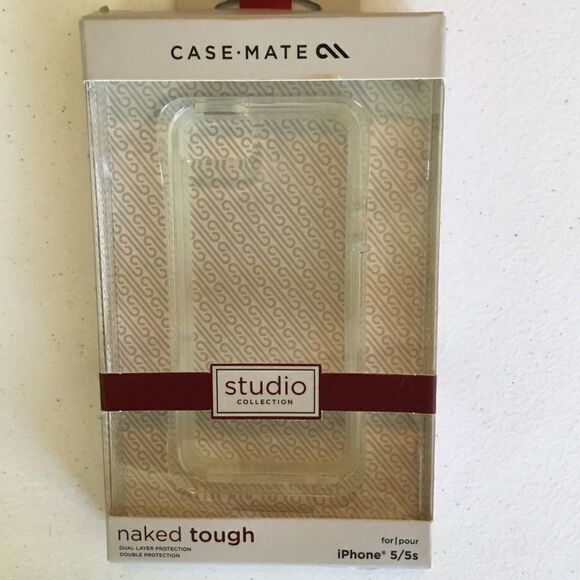 CASE·MATE
studio
COLLECTION
naked tough
DUAL LAYER PROTECTION
DOUBLE PROTECTION
for | pour
iPhone® 5/5s